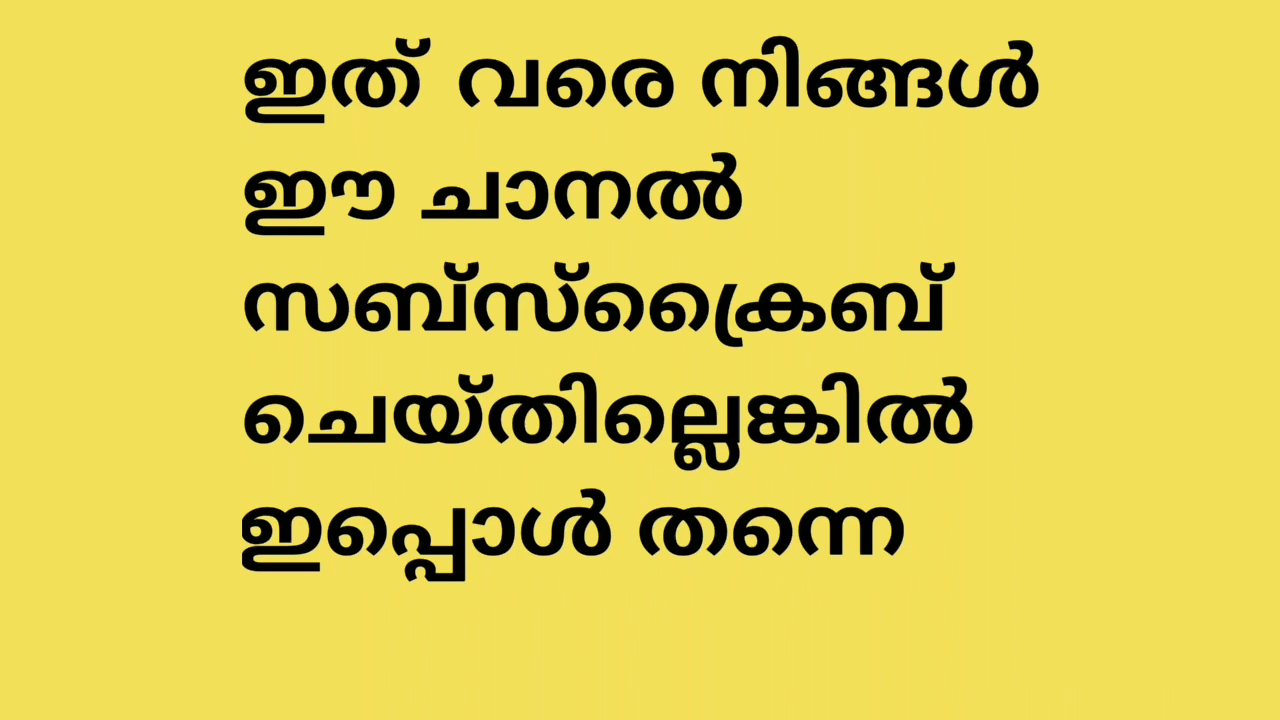 ഇത് വരെ നിങ്ങൾ
ഈ ചാനൽ
സബ്സ്ക്രൈബ്
ചെയ്തില്ലെങ്കിൽ
ഇപ്പൊൾ തന്നെ